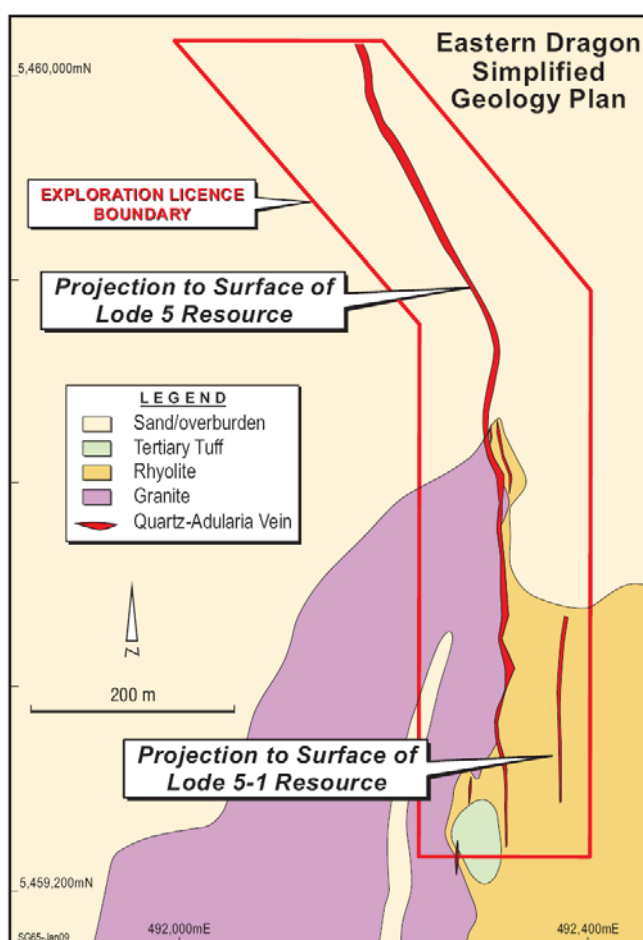 Eastern Dragon
Simplified
Geology Plan
5,460,000mN
EXPLORATION LICENCE
BOUNDARY
Projection to Surface of
Lode 5 Resource
LEGEND
Sand/overburden
Tertiary Tuff
Rhyolite
Granite
Quartz-Adularia Vein
N
200 m
Projection to Surface of
Lode 5-1 Resource
5,459,200mN
492,000mE
492,400mE
SG65-Jan09